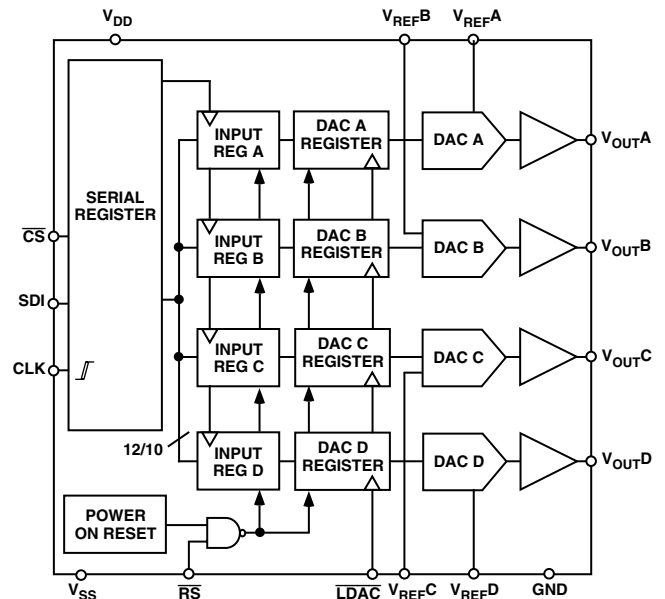 VDD
VREFB
VREFA
SERIAL
REGISTER
INPUT
REG A
DAC A
REGISTER
DAC A
VOUTA
CS
INPUT
REG B
DAC B
REGISTER
DAC B
VOUTB
SDI
CLK
INPUT
REG C
DAC C
REGISTER
DAC C
VOUTC
12/10
INPUT
REG D
DAC D
REGISTER
DAC D
VOUTD
POWER
ON RESET
VSS
RS
LDAC
VREFC
VREFD
GND